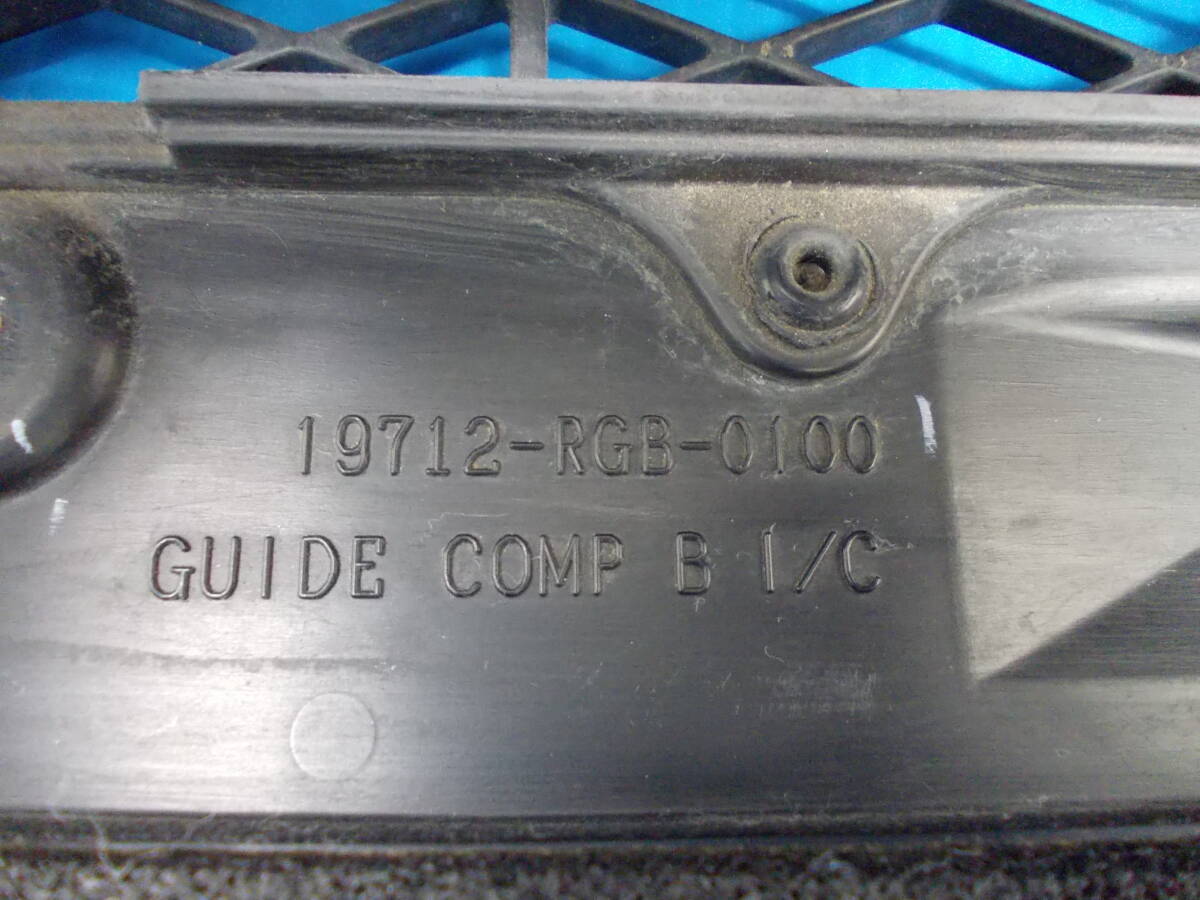 19712-RGB-0100
GUIDE COMP B I/C